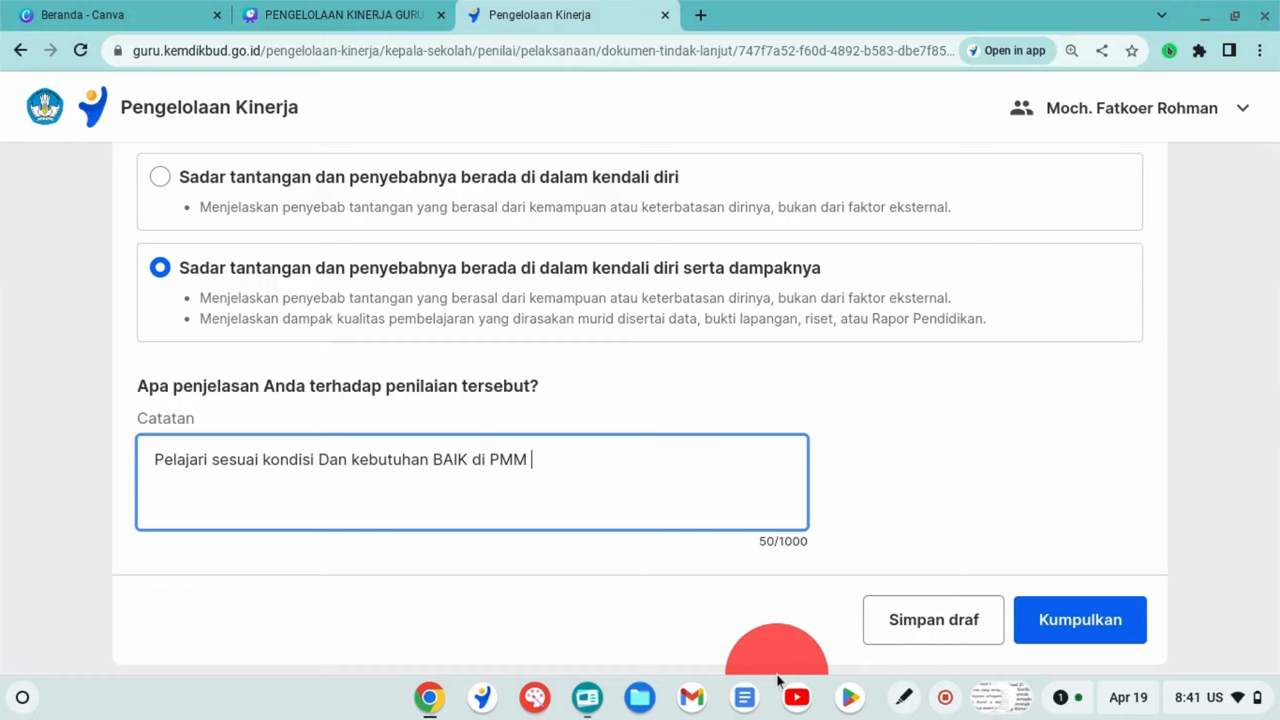 Beranda - Canva
PENGELOLAAN KINERJA GURU
Pengelolaan Kinerja
guru.kemdikbud.go.id/pengelolaan-kinerja/kepala-sekolah/penilai/pelaksanaan/dokumen-tindak-lanjut/747f7a52-f60d-4892-b583-dbe7f85...
Open in app
Pengelolaan Kinerja
Moch. Fatkoer Rohman
Sadar tantangan dan penyebabnya berada di dalam kendali diri
• Menjelaskan penyebab tantangan yang berasal dari kemampuan atau keterbatasan dirinya, bukan dari faktor eksternal.
Sadar tantangan dan penyebabnya berada di dalam kendali diri serta dampaknya
• Menjelaskan penyebab tantangan yang berasal dari kemampuan atau keterbatasan dirinya, bukan dari faktor eksternal.
• Menjelaskan dampak kualitas pembelajaran yang dirasakan murid disertai data, bukti lapangan, riset, atau Rapor Pendidikan.
Apa penjelasan Anda terhadap penilaian tersebut?
Catatan
Pelajari sesuai kondisi Dan kebutuhan BAIK di PMM
50/1000
Simpan draf
Kumpulkan
1
Apr 19
8:41 US